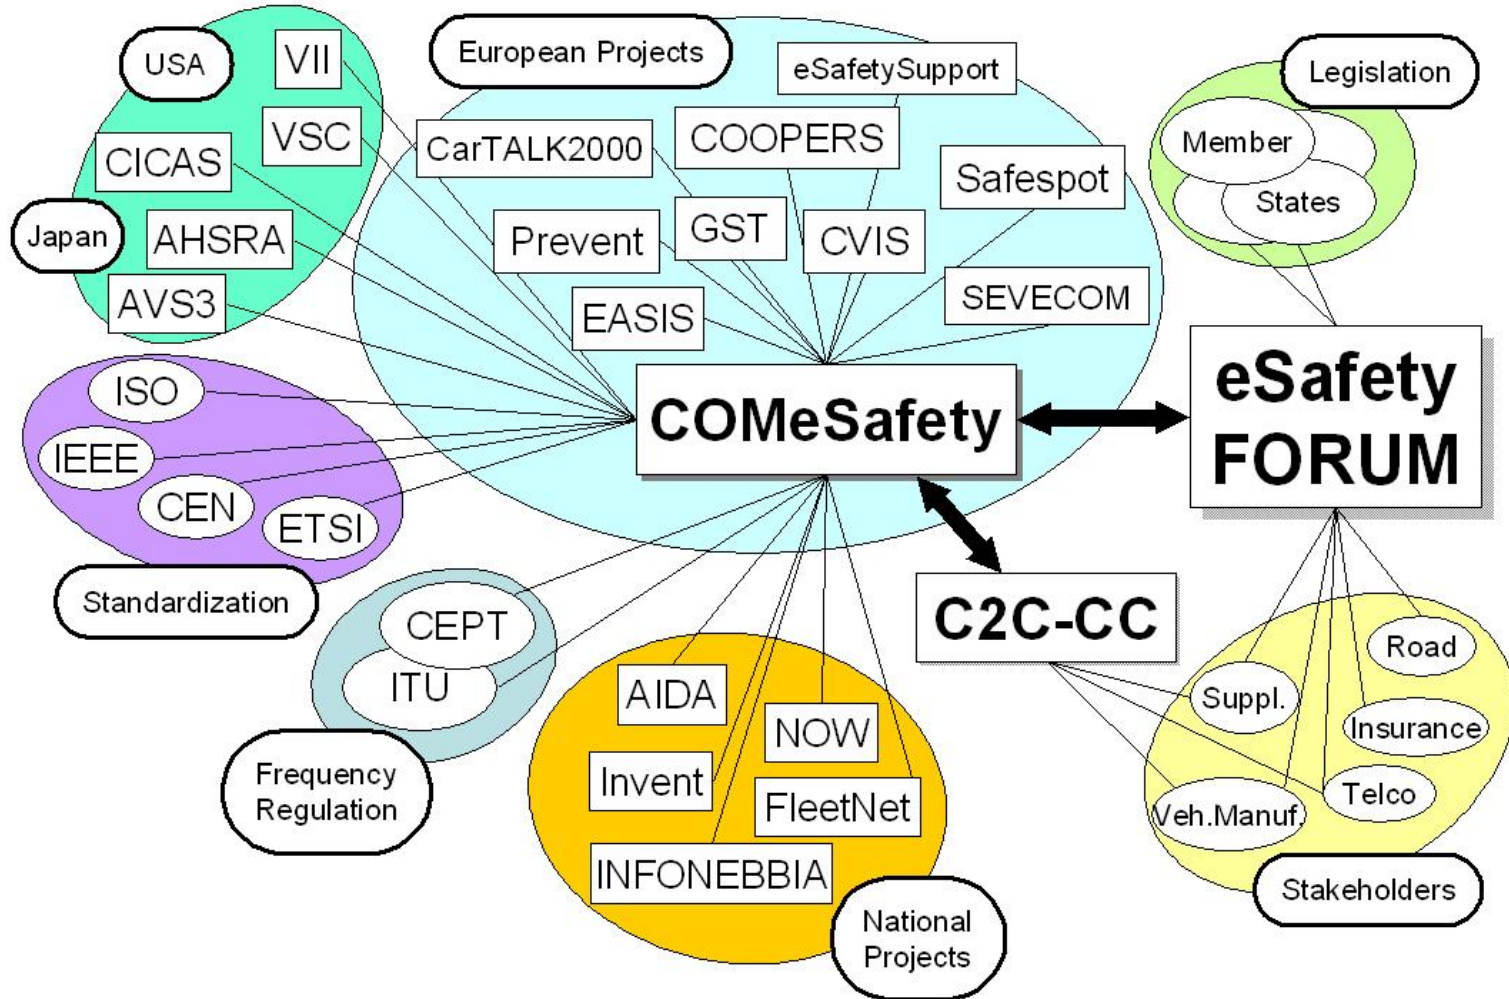 USA
VII
VSC
CICAS
Japan
AHSRA
AVS3
European Projects
eSafetySupport
CarTALK2000
COOPERS
Safespot
Prevent
GST
CVIS
EASIS
SEVECOM
Legislation
Member
States
COMeSafety
eSafety
FORUM
ISO
IEEE
CEN
ETSI
Standardization
CEPT
ITU
Frequency
Regulation
C2C-CC
AIDA
NOW
Invent
FleetNet
INFONEBBIA
National
Projects
Road
Suppl.
Insurance
Telco
Veh.Manuf.
Stakeholders